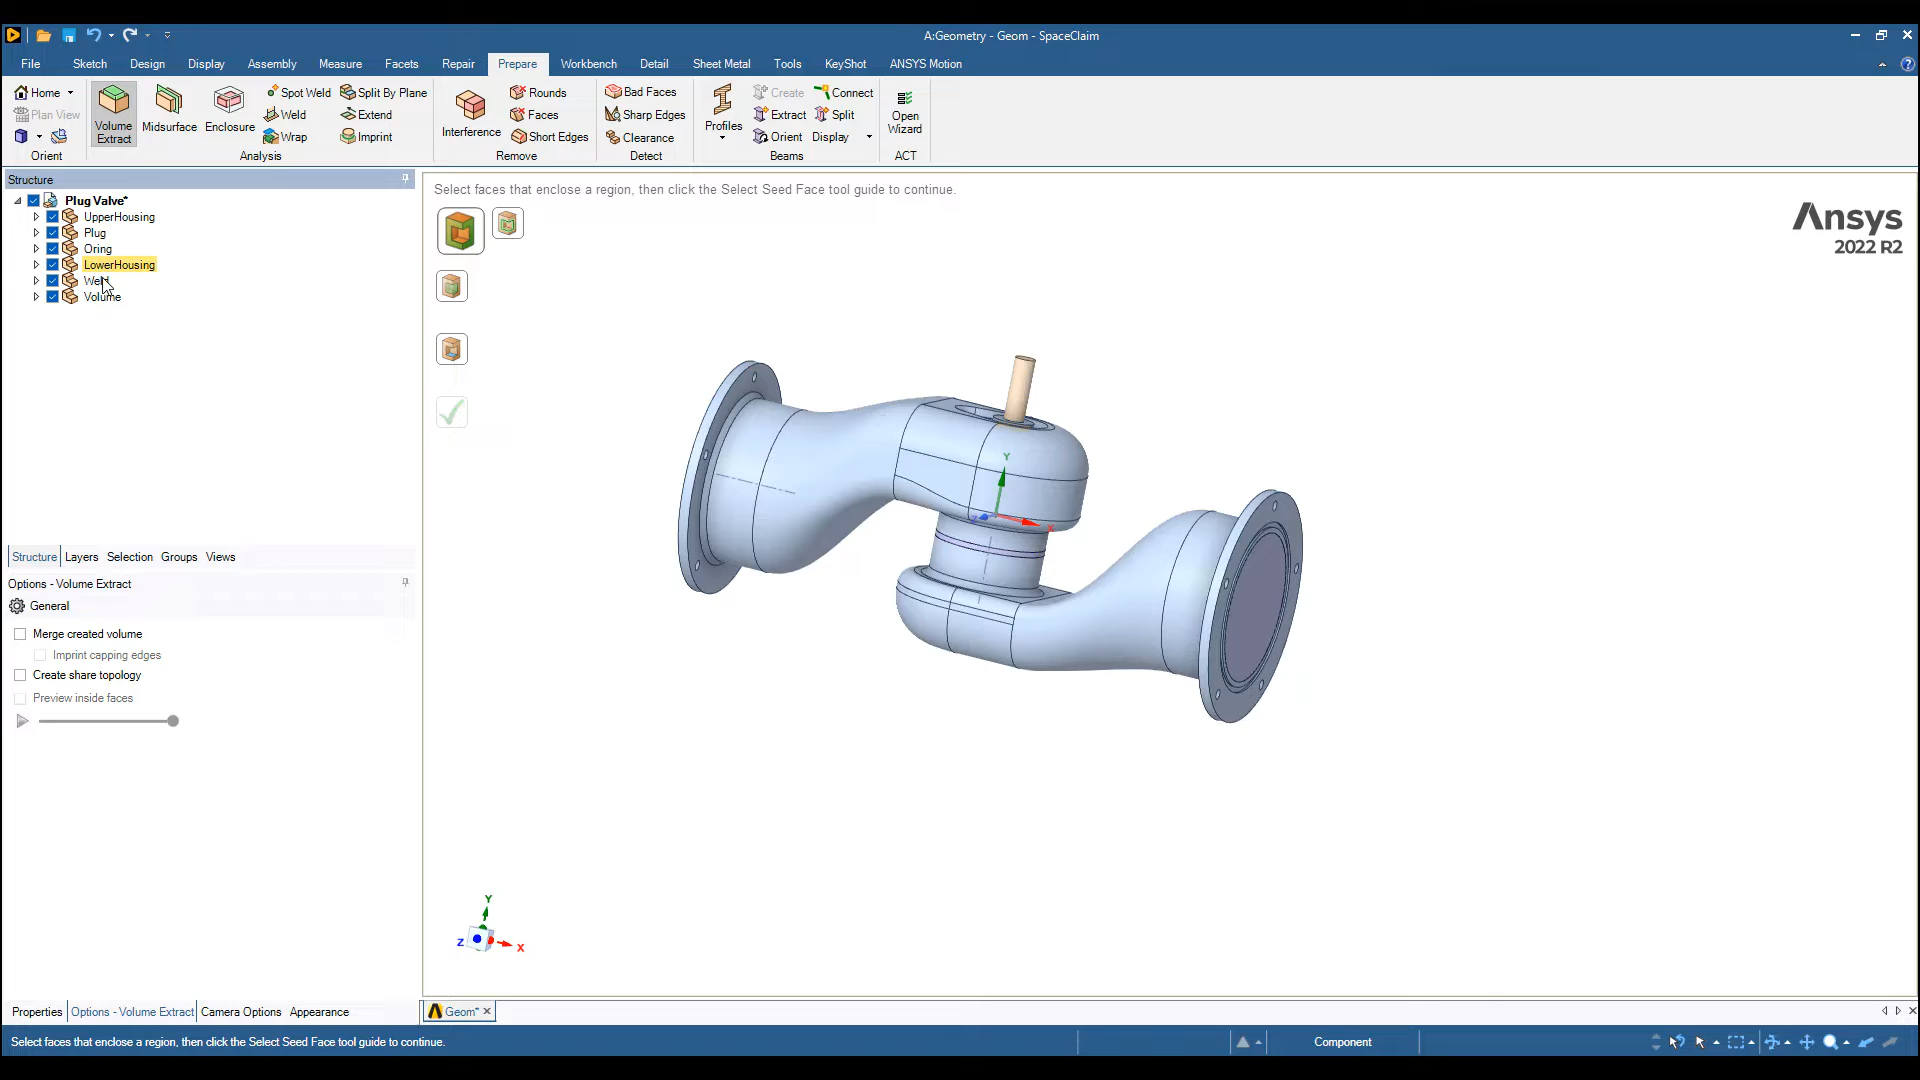 A:Geometry - Geom - SpaceClaim
File Sketch Design Display Assembly Measure Facets Repair Prepare Workbench Detail Sheet Metal Tools KeyShot ANSYS Motion
Home
Plan View
Orient
Volume Extract
Midsurface
Enclosure
Spot Weld
Weld
Wrap
Split By Plane
Extend
Imprint
Analysis
Interference
Rounds
Faces
Short Edges
Remove
Bad Faces
Sharp Edges
Clearance
Detect
Profiles
Create
Extract
Orient
Connect
Split
Display
Beams
Open Wizard
ACT
Structure
Plug Valve*
UpperHousing
Plug
Oring
LowerHousing
Volume
Structure Layers Selection Groups Views
Options - Volume Extract
General
Merge created volume
Imprint capping edges
Create share topology
Preview inside faces
Select faces that enclose a region, then click the Select Seed Face tool guide to continue.
Ansys
2022 R2
Y
X
Z
Y
Z
X
Properties Options - Volume Extract Camera Options Appearance
Geom*
Select faces that enclose a region, then click the Select Seed Face tool guide to continue.
Component